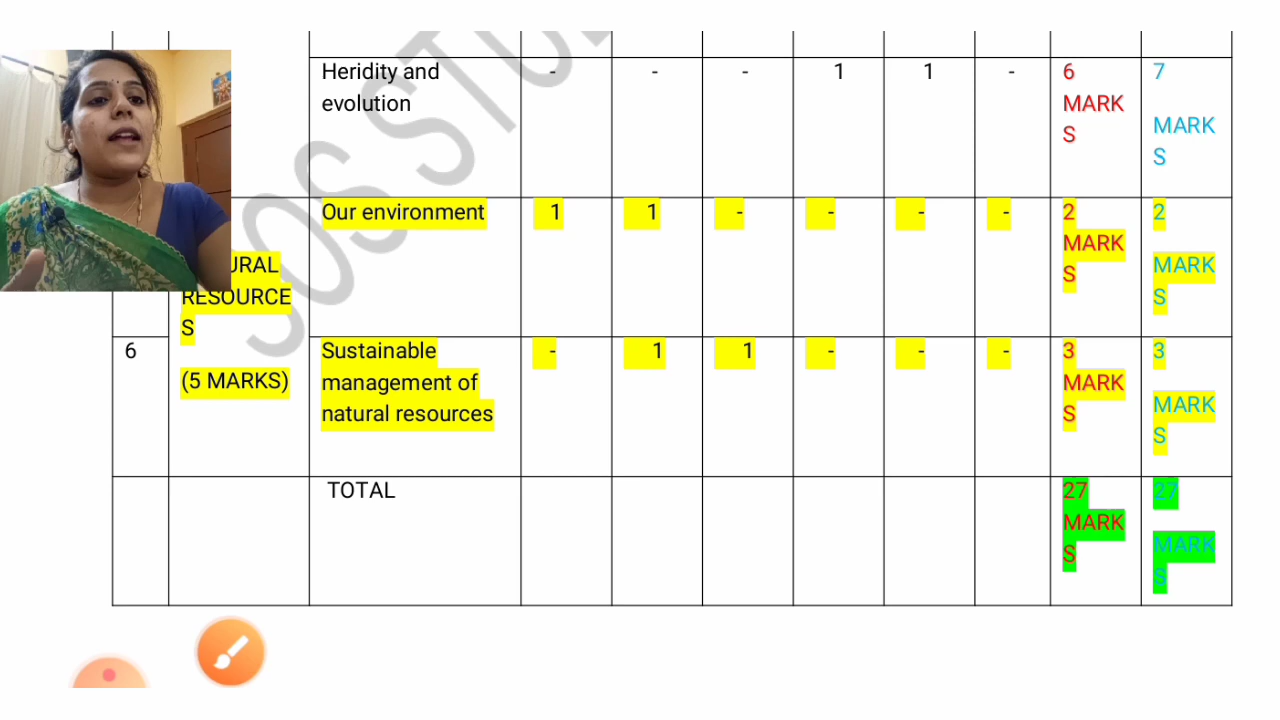 Heridity and
evolution
-
-
-
1
1
-
6
MARK
S
7
MARK
S
Our environment
1
1
-
-
-
-
2
MARK
S
2
MARK
S
URAL
RESOURCE
S
(5 MARKS)
6
Sustainable
management of
natural resources
-
1
1
-
-
-
3
MARK
S
3
MARK
S
TOTAL
27
MARK
S
27
MARK
S